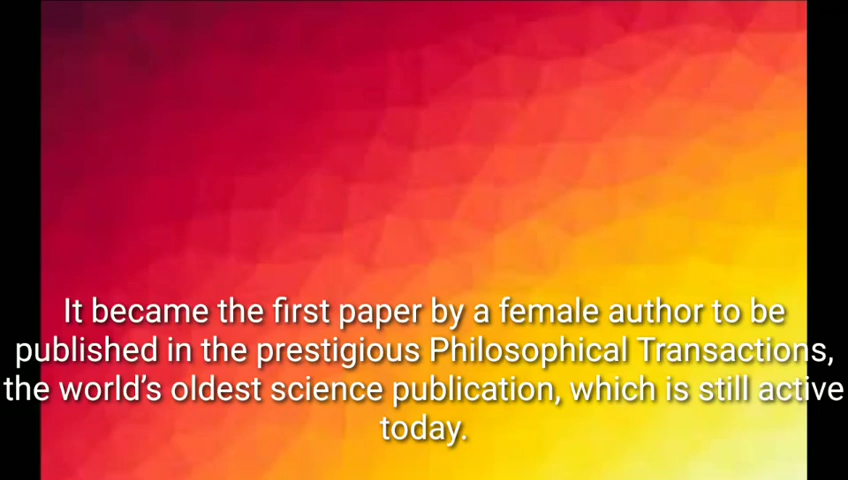 It became the first paper by a female author to be
published in the prestigious Philosophical Transactions,
the world’s oldest science publication, which is still active
today.